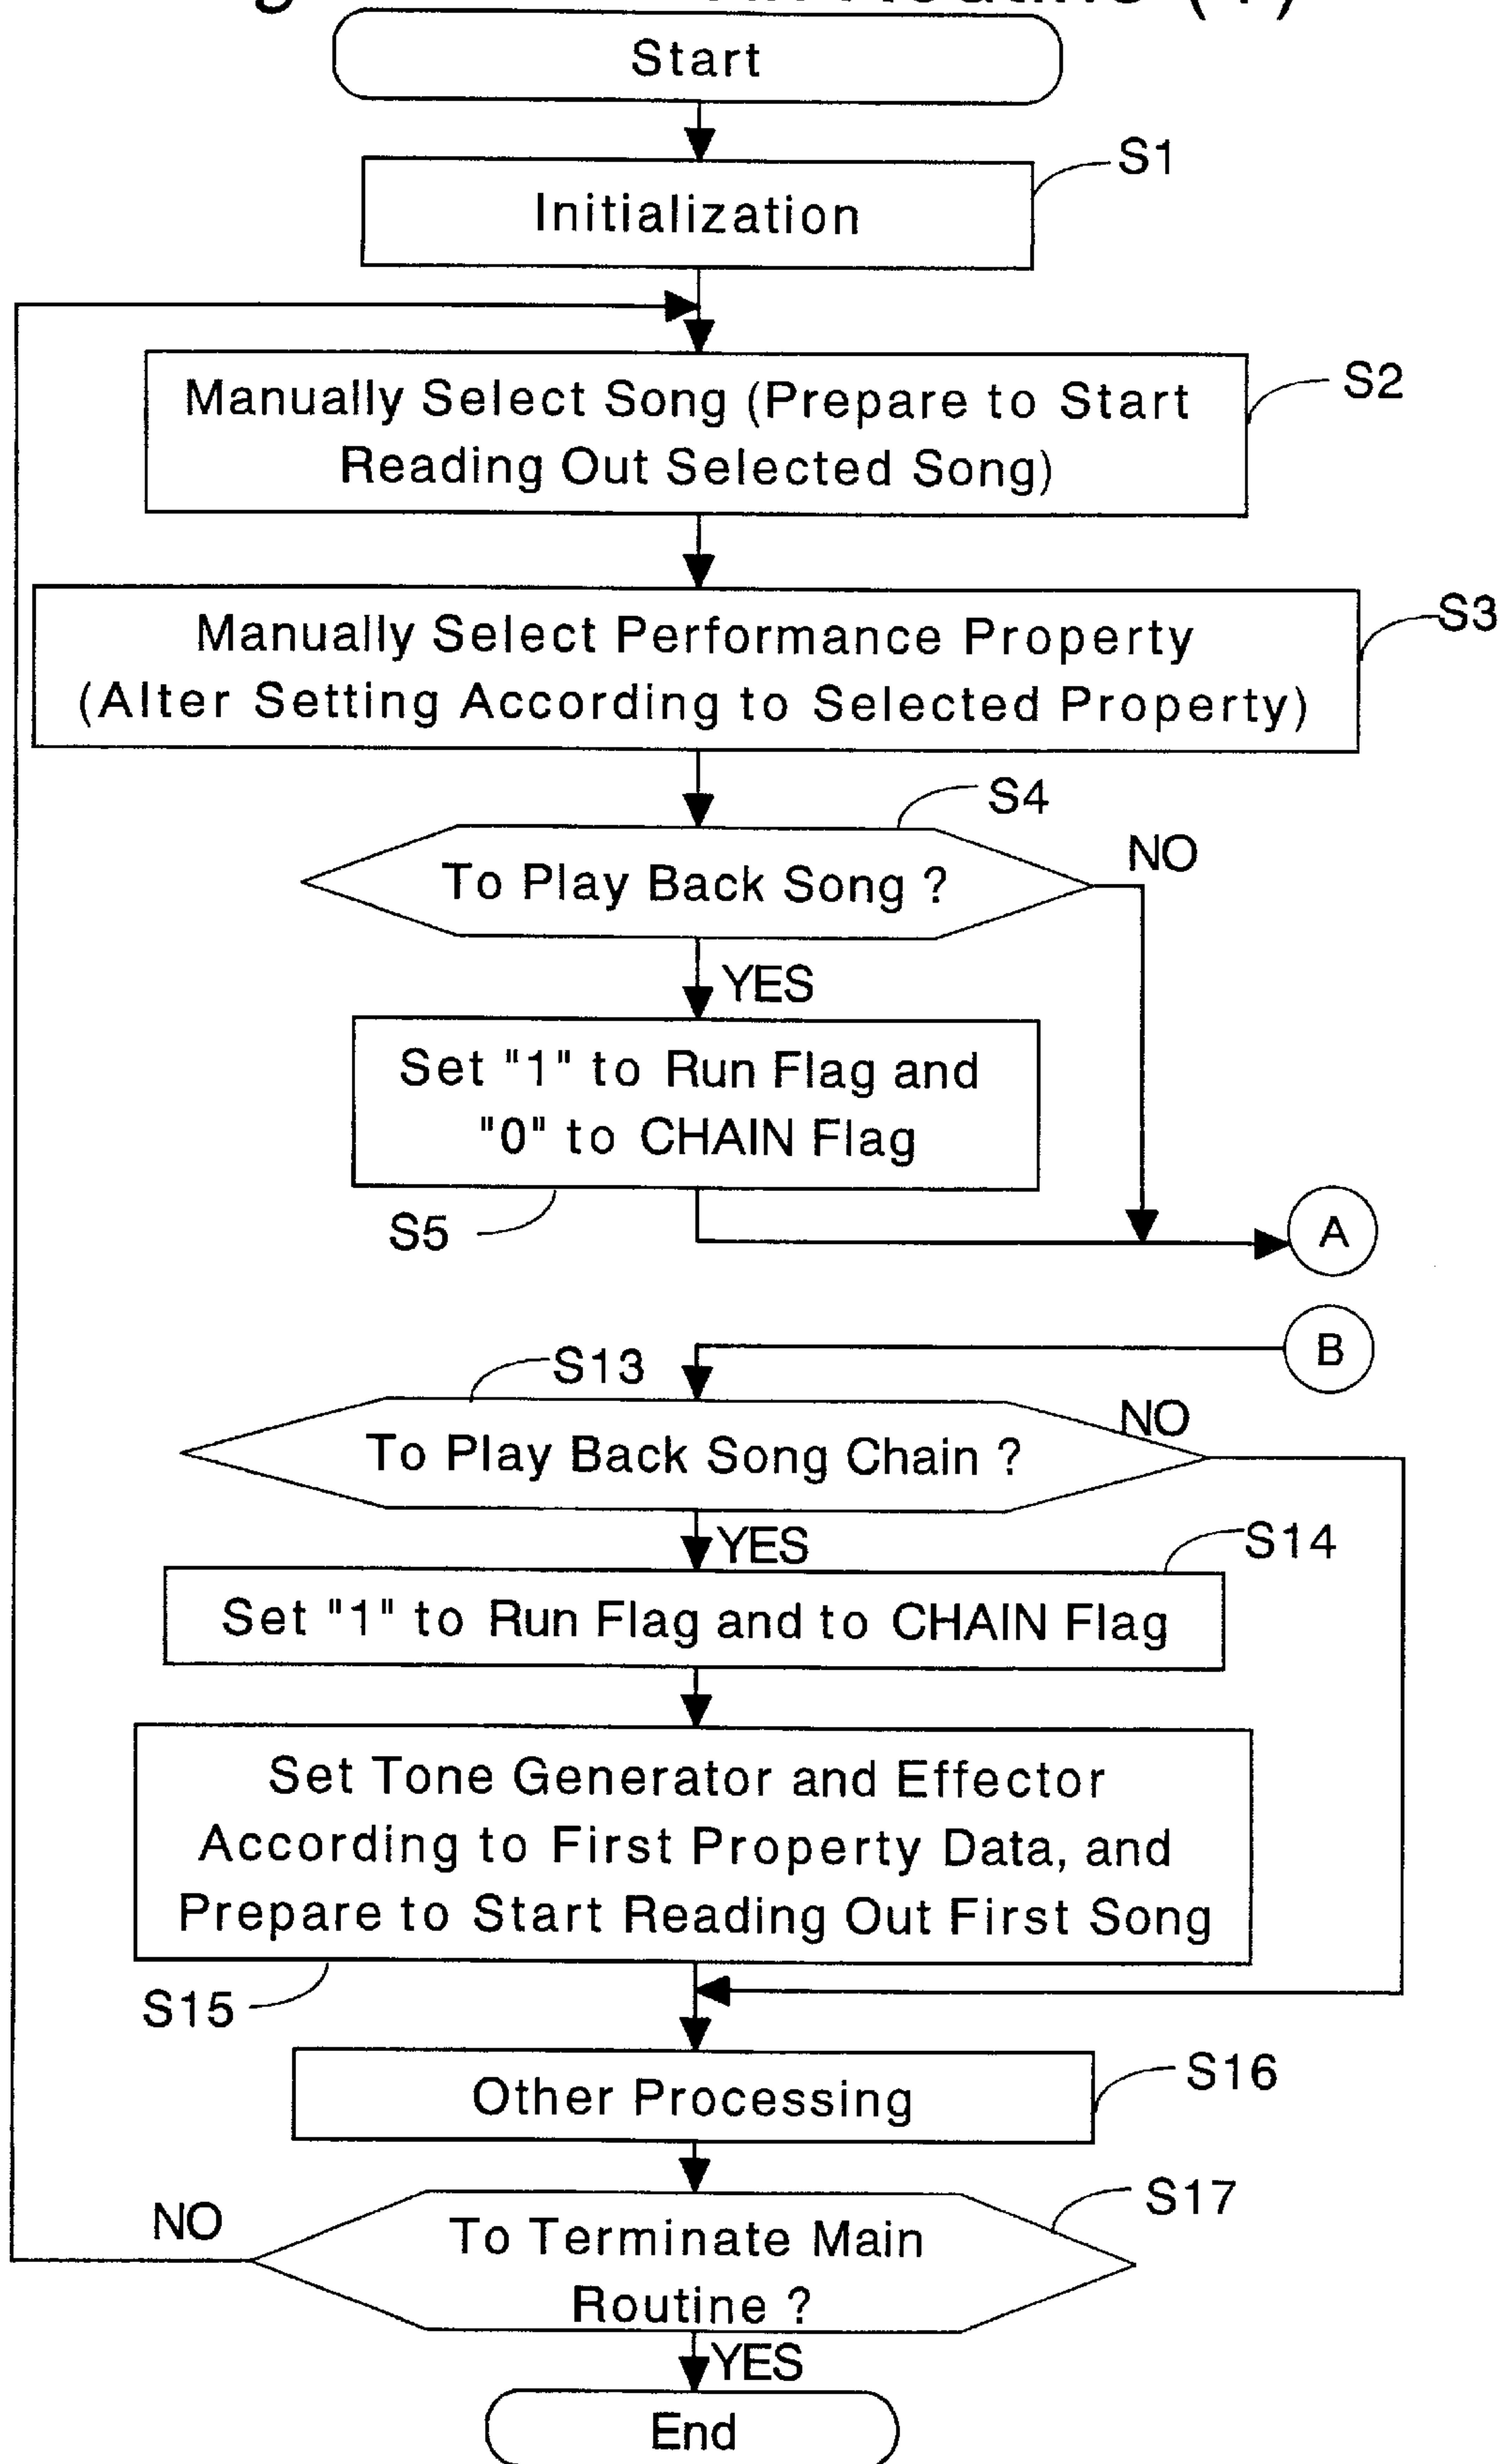 Start
S1
Initialization
S2
Manually Select Song (Prepare to Start
Reading Out Selected Song)
S3
Manually Select Performance Property
(Alter Setting According to Selected Property)
S4
NO
To Play Back Song ?
YES
Set "1" to Run Flag and
"0" to CHAIN Flag
S5
A
B
S13
NO
To Play Back Song Chain ?
YES
S14
Set "1" to Run Flag and to CHAIN Flag
Set Tone Generator and Effector
According to First Property Data, and
Prepare to Start Reading Out First Song
S15
S16
Other Processing
S17
NO
To Terminate Main
Routine ?
YES
End